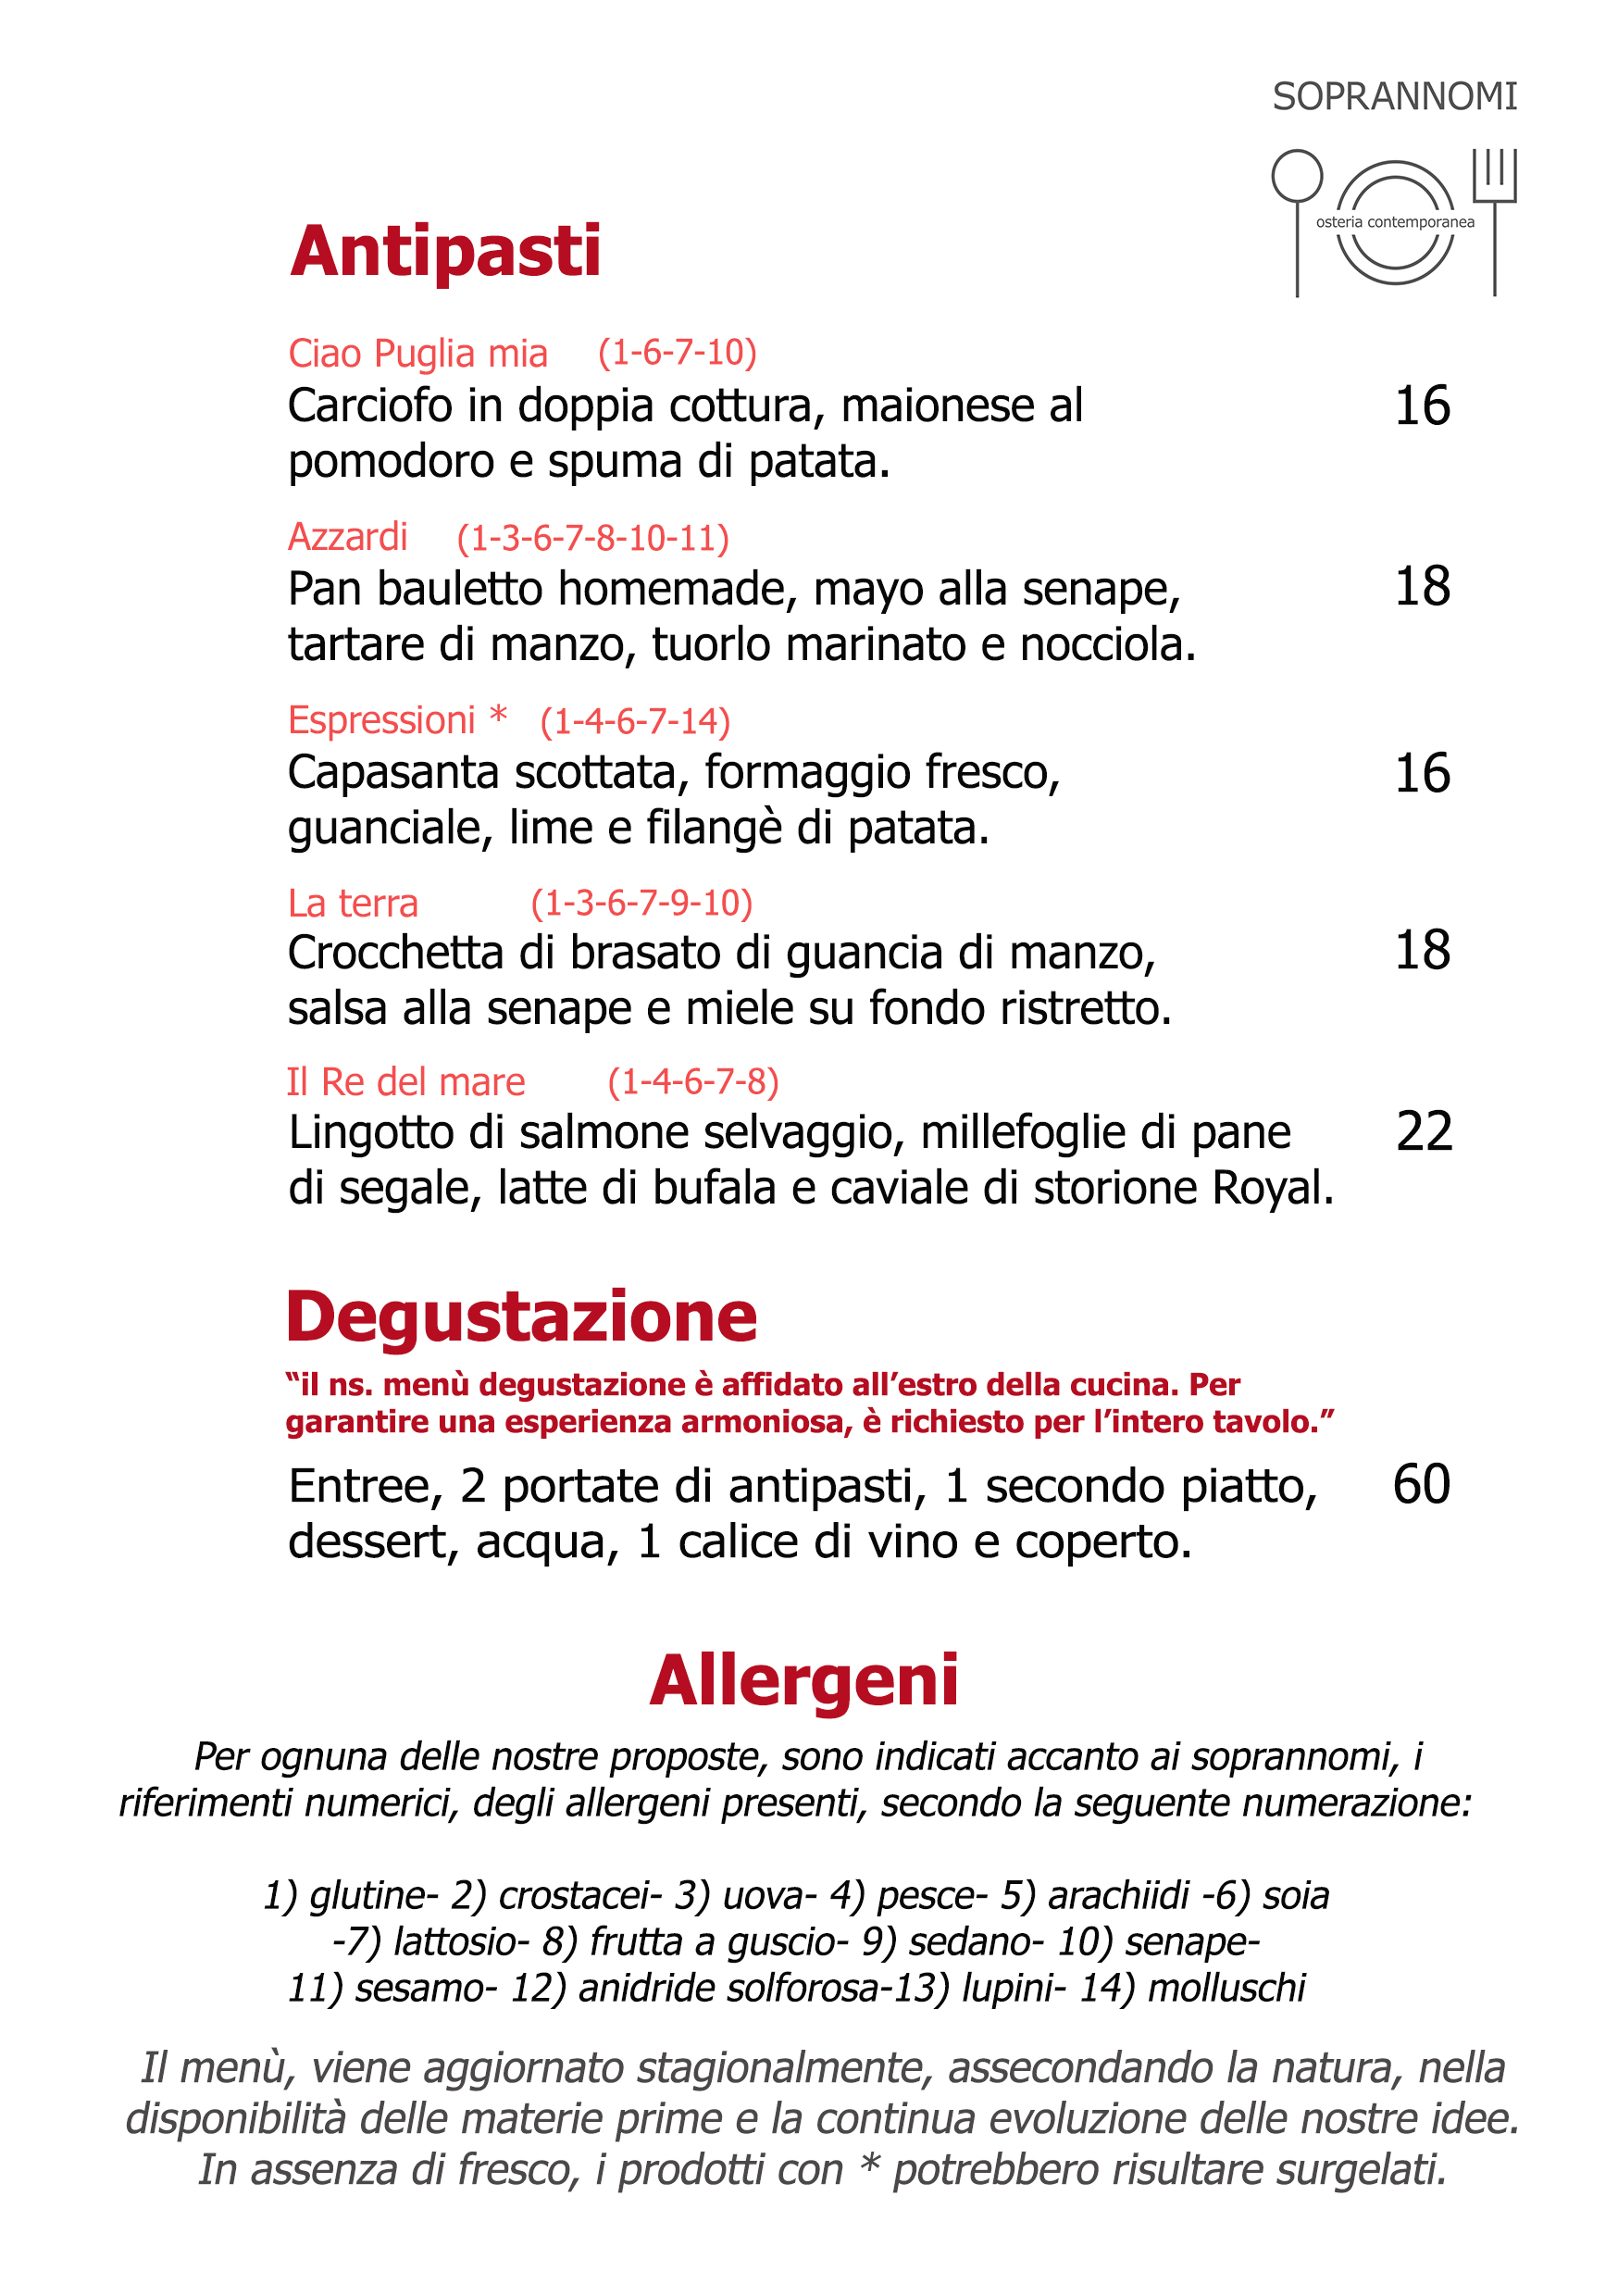 SOPRANNOMI
osteria contemporanea
Antipasti
Ciao Puglia mia (1-6-7-10)
Carciofo in doppia cottura, maionese al 16
pomodoro e spuma di patata.
Azzardi (1-3-6-7-8-10-11)
Pan bauletto homemade, mayo alla senape, 18
tartare di manzo, tuorlo marinato e nocciola.
Espressioni * (1-4-6-7-14)
Capasanta scottata, formaggio fresco, 16
guanciale, lime e filangè di patata.
La terra (1-3-6-7-9-10)
Crocchetta di brasato di guancia di manzo, 18
salsa alla senape e miele su fondo ristretto.
Il Re del mare (1-4-6-7-8)
Lingotto di salmone selvaggio, millefoglie di pane 22
di segale, latte di bufala e caviale di storione Royal.
Degustazione
“il ns. menù degustazione è affidato all’estro della cucina. Per
garantire una esperienza armoniosa, è richiesto per l’intero tavolo.”
Entree, 2 portate di antipasti, 1 secondo piatto, 60
dessert, acqua, 1 calice di vino e coperto.
Allergeni
Per ognuna delle nostre proposte, sono indicati accanto ai soprannomi, i
riferimenti numerici, degli allergeni presenti, secondo la seguente numerazione:
1) glutine- 2) crostacei- 3) uova- 4) pesce- 5) arachiidi -6) soia
-7) lattosio- 8) frutta a guscio- 9) sedano- 10) senape-
11) sesamo- 12) anidride solforosa-13) lupini- 14) molluschi
Il menù, viene aggiornato stagionalmente, assecondando la natura, nella
disponibilità delle materie prime e la continua evoluzione delle nostre idee.
In assenza di fresco, i prodotti con * potrebbero risultare surgelati.